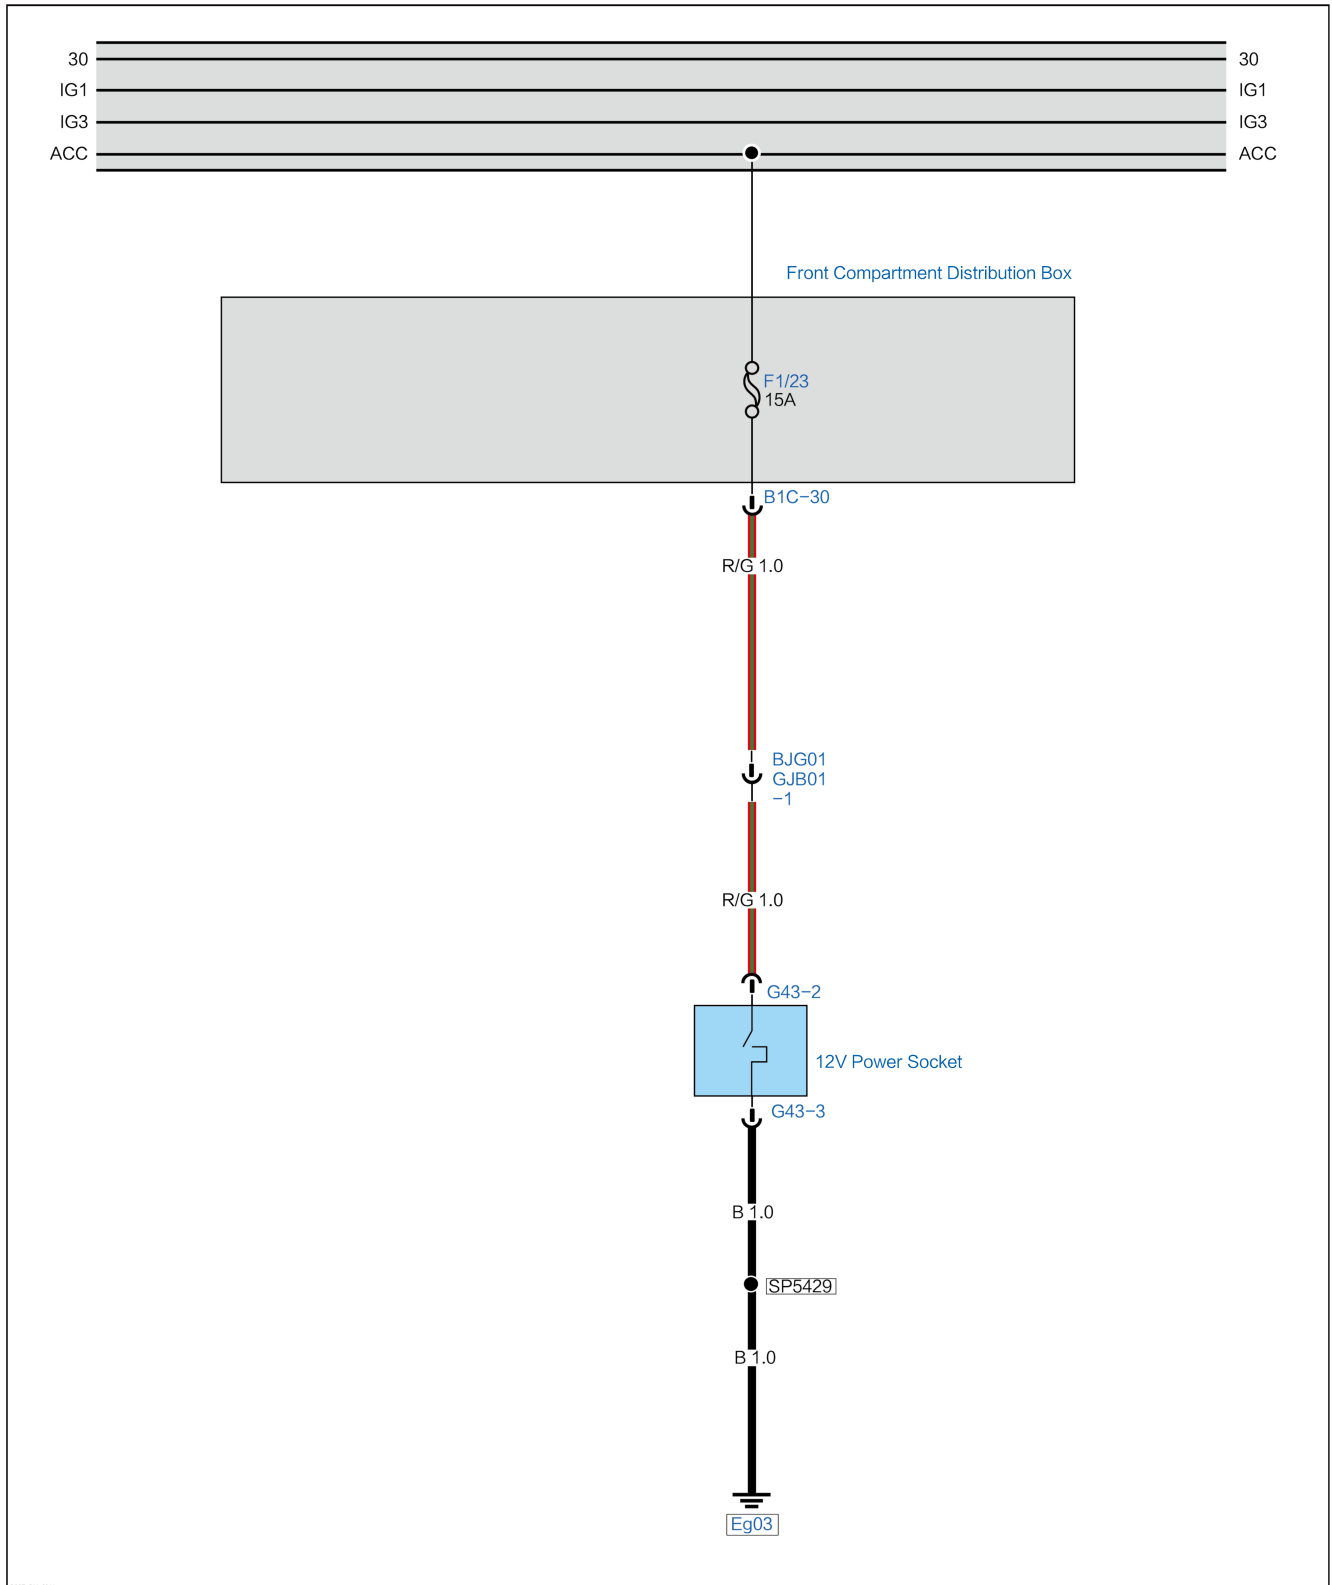 30 30
IG1 IG1
IG3 IG3
ACC ACC
Front Compartment Distribution Box
F1/23
15A
B1C−30
R/G 1.0
BJG01
GJB01
−1
R/G 1.0
G43−2
12V Power Socket
G43−3
B 1.0
SP5429
B 1.0
Eg03